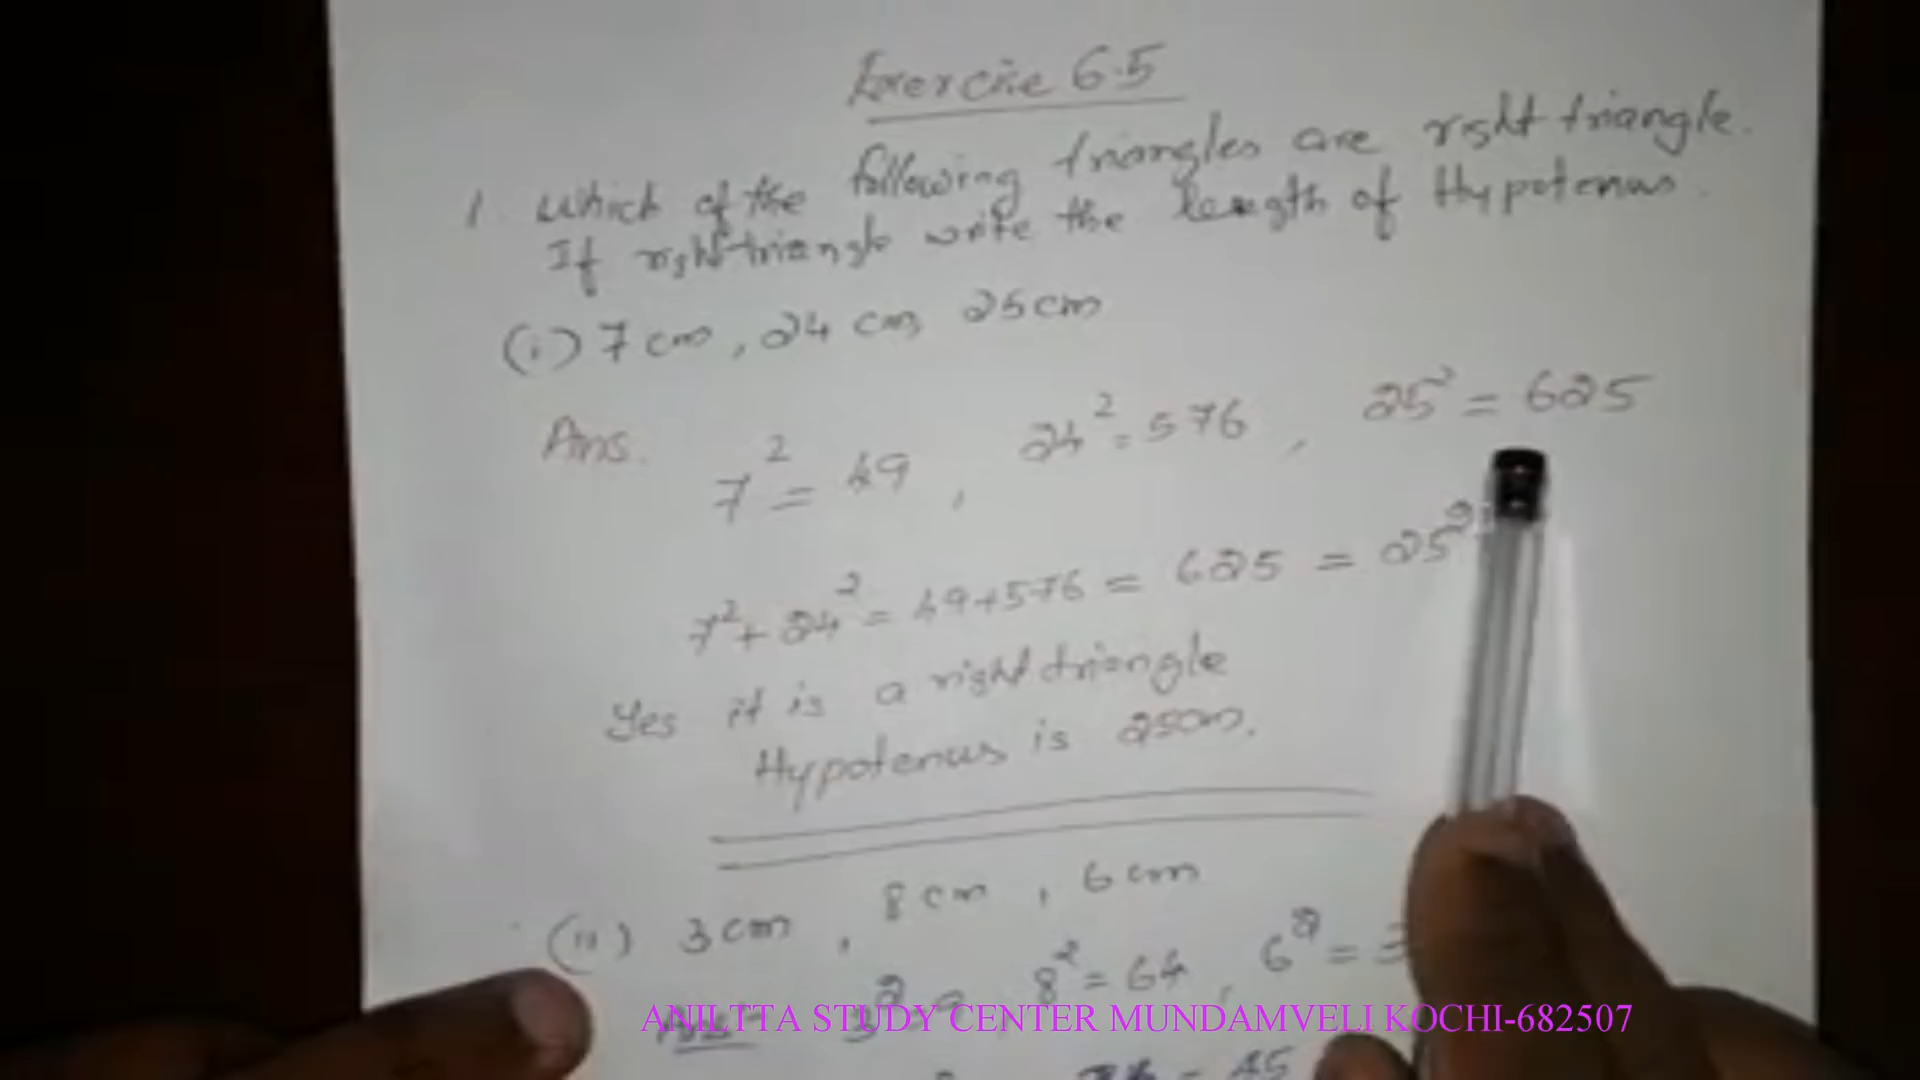 Exercise 6.5
1. Which of the following triangles are right triangle.
If right triangle write the length of Hypotenus.
(i) 7 cm, 24 cm, 25 cm
Ans. 7² = 49, 24² = 576, 25² = 625
7² + 24² = 49+576 = 625 = 25²
Yes it is a right triangle
Hypotenus is 25cm.
(ii) 3 cm, 8 cm, 6 cm
8² = 64, 6² = 3
= 45
ANILTTA STUDY CENTER MUNDAMVELI KOCHI-682507